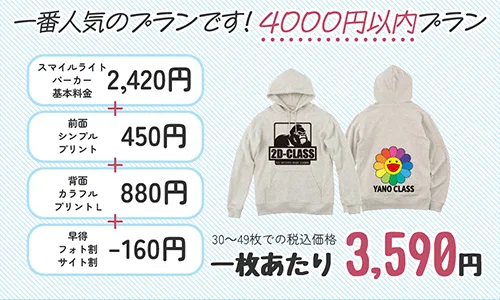 一番人気のプランです! 4000円以内プラン
スマイルライト
パーカー
基本料金
2,420円
+
前面
シンプル
プリント
450円
+
背面
カラフル
プリントL
880円
+
早得
フォト割
サイト割
-160円
2D-CLASS
YANO CLASS
30〜49枚での税込価格
一枚あたり 3,590円